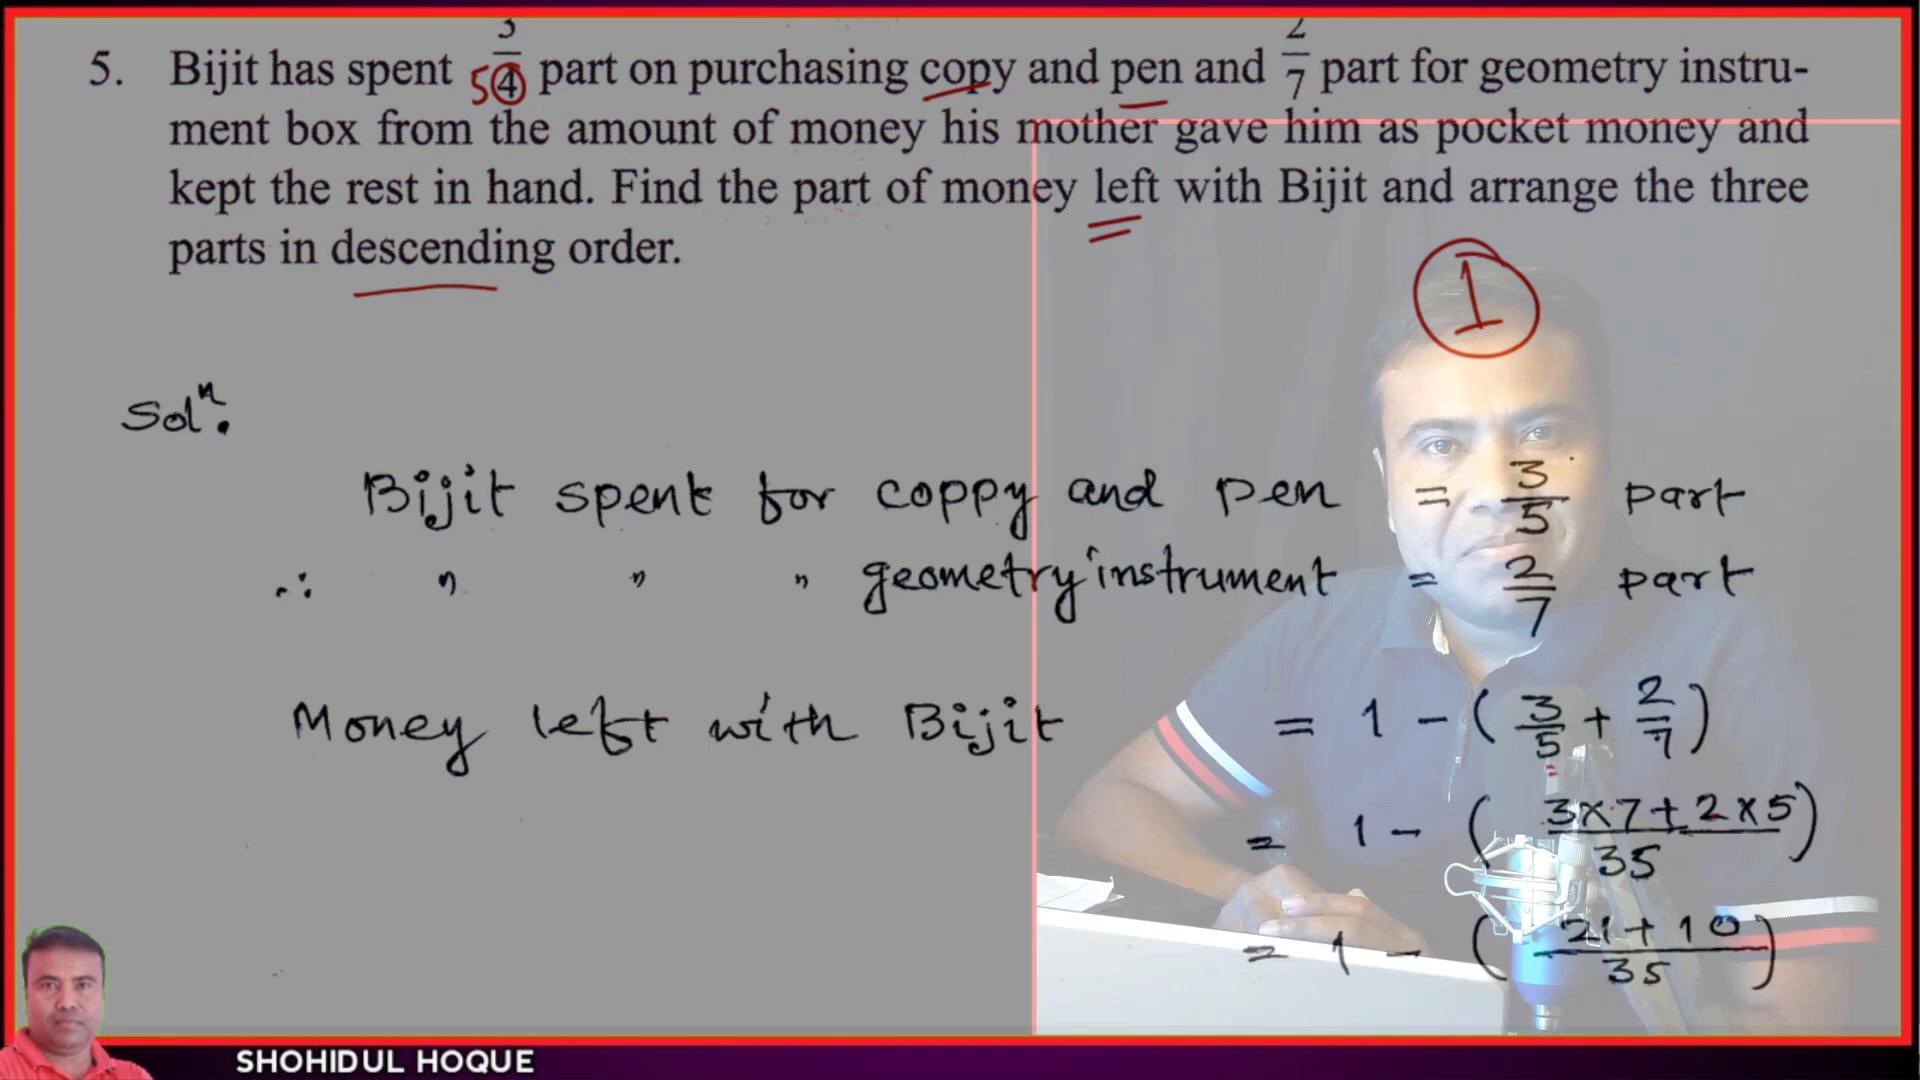 5. Bijit has spent 3/4 5 part on purchasing copy and pen and 2/7 part for geometry instru-
ment box from the amount of money his mother gave him as pocket money and
kept the rest in hand. Find the part of money left with Bijit and arrange the three
parts in descending order.
1
Solⁿ.
Bijit spent for coppy and pen = 3/5 part
∴ " " " geometry instrument = 2/7 part
Money left with Bijit = 1 - (3/5 + 2/7)
= 1 - (3×7+2×5/35)
= 1 - (21+10/35)
SHOHIDUL HOQUE